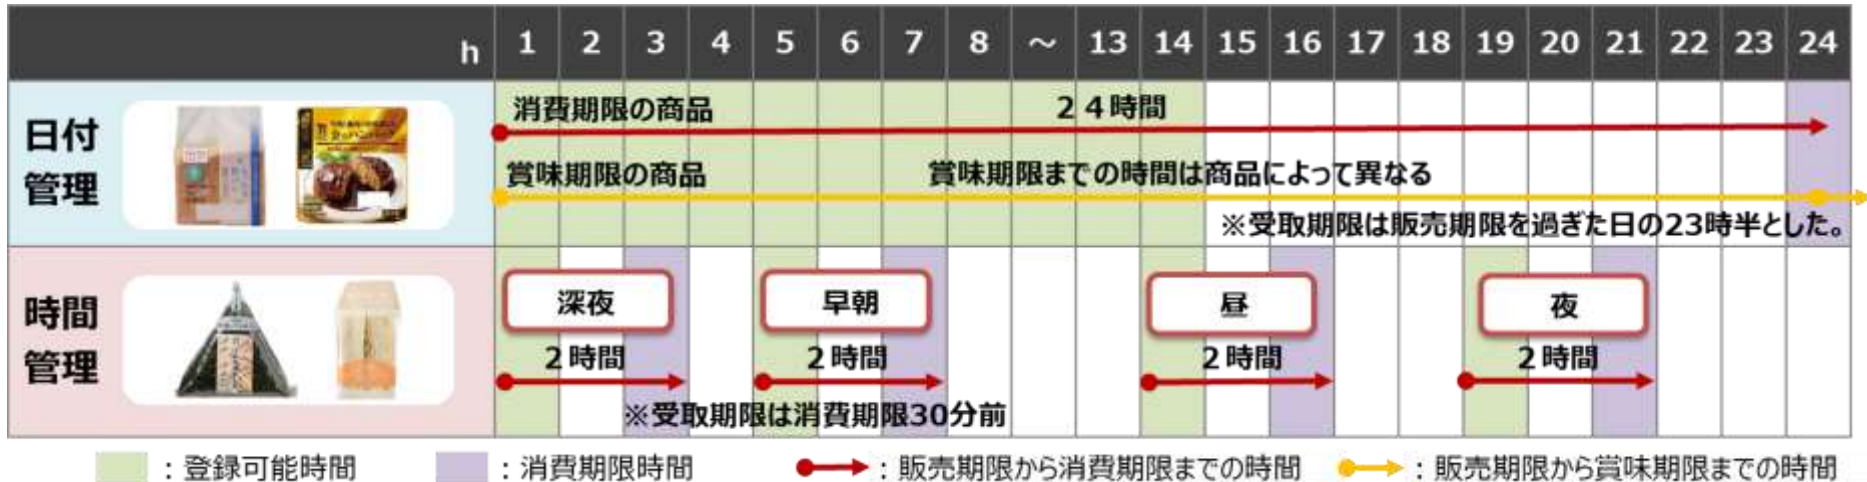 h 1 2 3 4 5 6 7 8 ～ 13 14 15 16 17 18 19 20 21 22 23 24
日付
管理
消費期限の商品 24時間
賞味期限の商品 賞味期限までの時間は商品によって異なる
※受取期限は販売期限を過ぎた日の23時半とした。
時間
管理
深夜 早朝 昼 夜
2時間 2時間 2時間 2時間
※受取期限は消費期限30分前
：登録可能時間 ：消費期限時間 ：販売期限から消費期限までの時間 ：販売期限から賞味期限までの時間